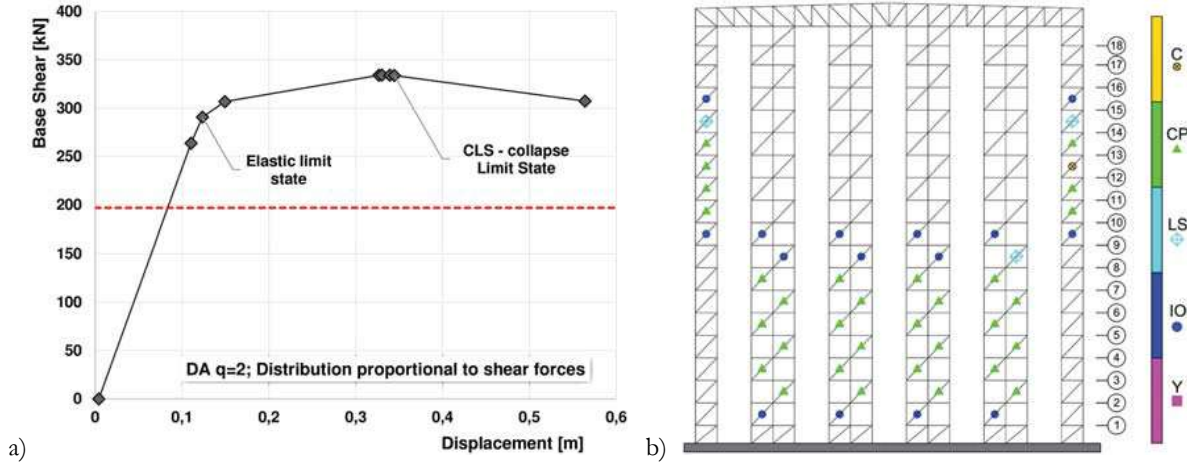 400
350
300
250
200
150
100
50
0
Base Shear [kN]
Elastic limit
state
CLS - collapse
Limit State
DA q=2; Distribution proportional to shear forces
0
0,1
0,2
0,3
0,4
0,5
0,6
Displacement [m]
a)
18
17
16
15
14
13
12
11
10
9
8
7
6
5
4
3
2
1
C
CP
LS
IO
Y
b)